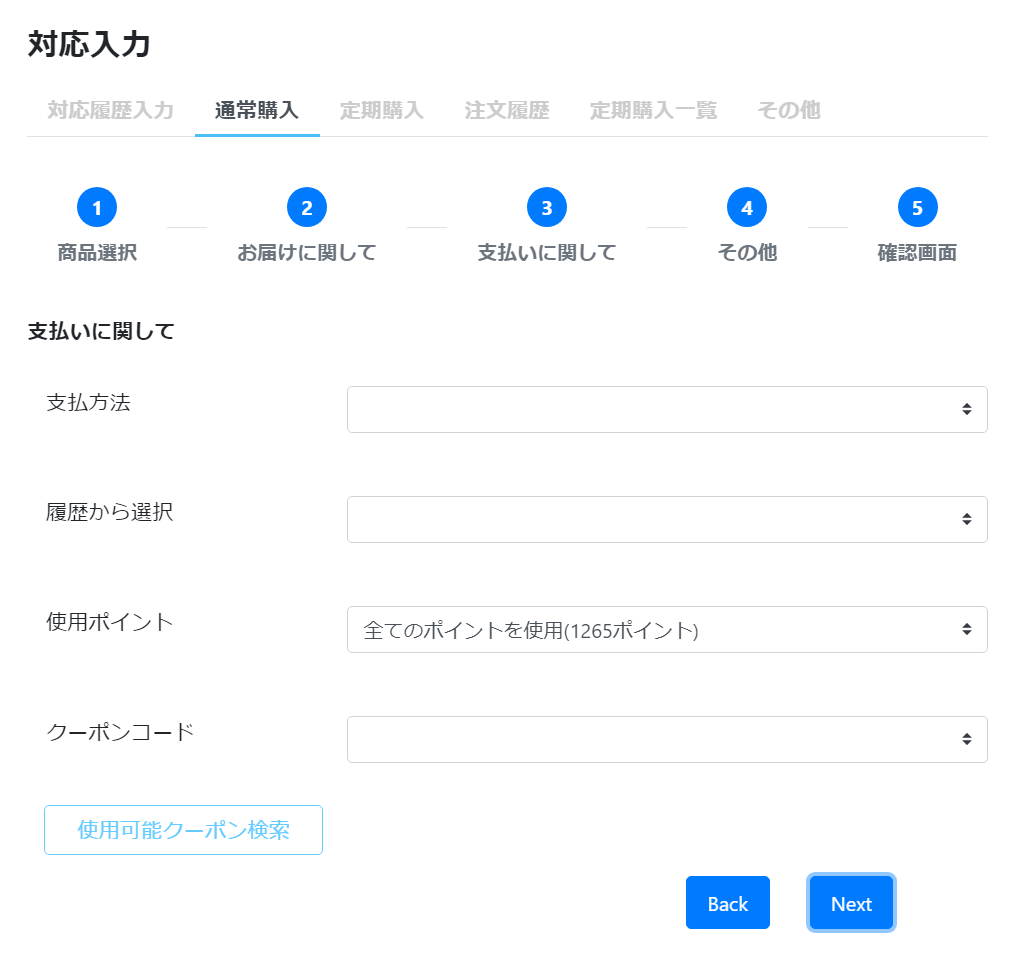 対応入力
対応履歴入力 通常購入 定期購入 注文履歴 定期購入一覧 その他
1 2 3 4 5
商品選択 お届けに関して 支払いに関して その他 確認画面
支払いに関して
支払方法
履歴から選択
使用ポイント 全てのポイントを使用(1265ポイント)
クーポンコード
使用可能クーポン検索
Back Next